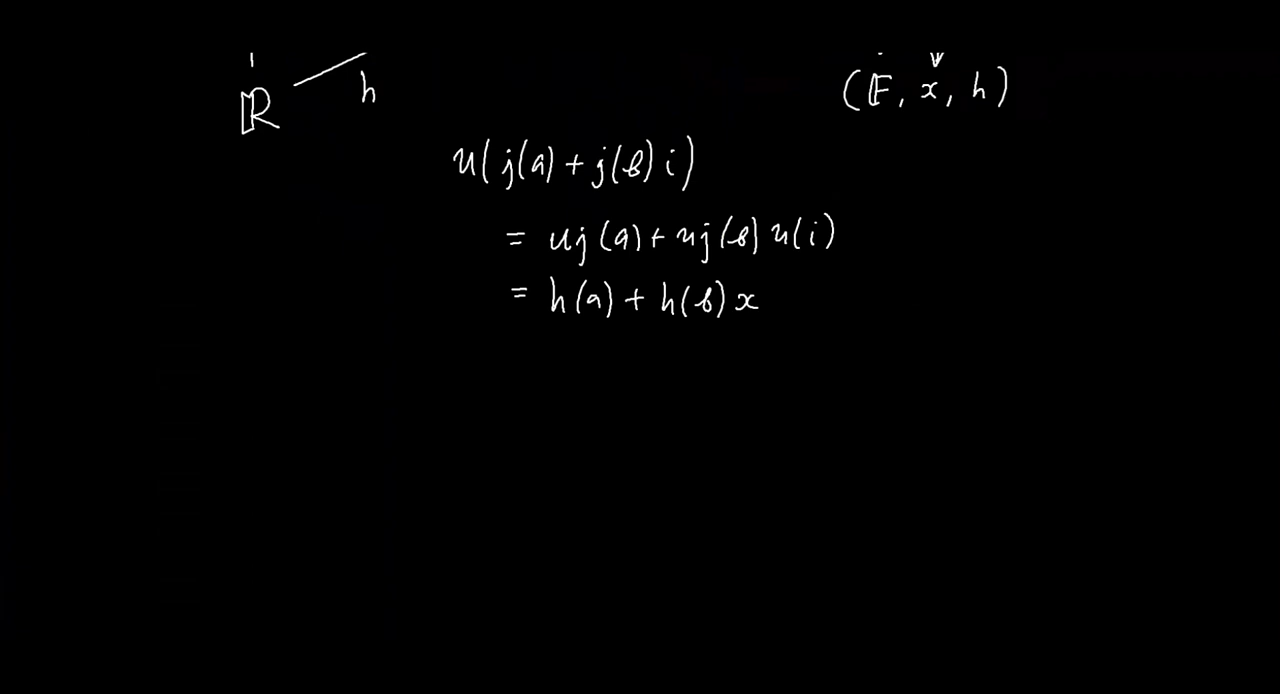 ℝ h (𝔽, x, h)
u(j(a) + j(b) i)
= uj(a) + uj(b) u(i)
= h(a) + h(b) x